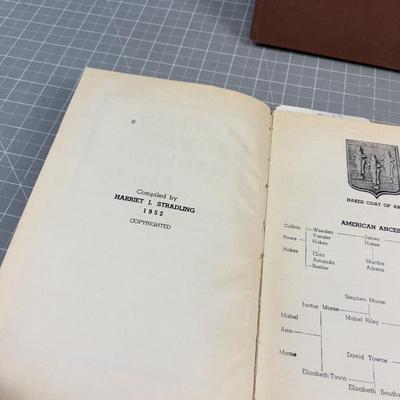 Compiled by
HARRIET J. STRADLING
1952
COPYRIGHTED
HAKES COAT OF AR
AMERICAN ANCES
Collins
Weeden
James
Rowe
Vander
Hakes
Hakes
Hakes
Eliza
Amanda
Martha
Beebe
Adams
Stephen Morse
Justus Morse
Mabel
Mabel Riley
Ann
Morse
David Towne
Elizabeth Town
Elizabeth Southw